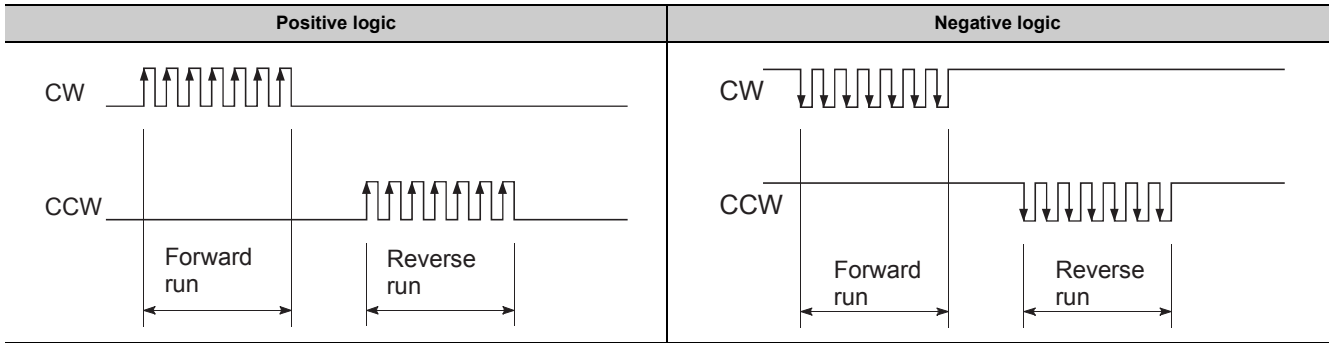 Positive logic
Negative logic
CW
CCW
Forward
run
Reverse
run
CW
CCW
Forward
run
Reverse
run